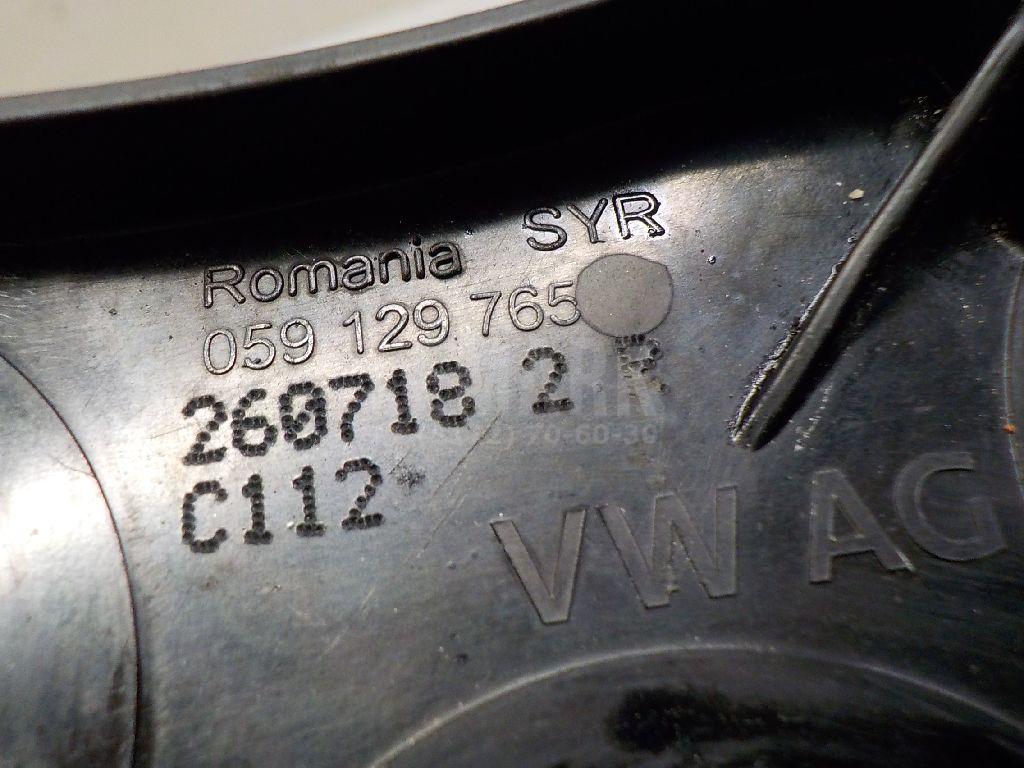 Romania SYR
059 129 765
260718 2
C112
VW AG